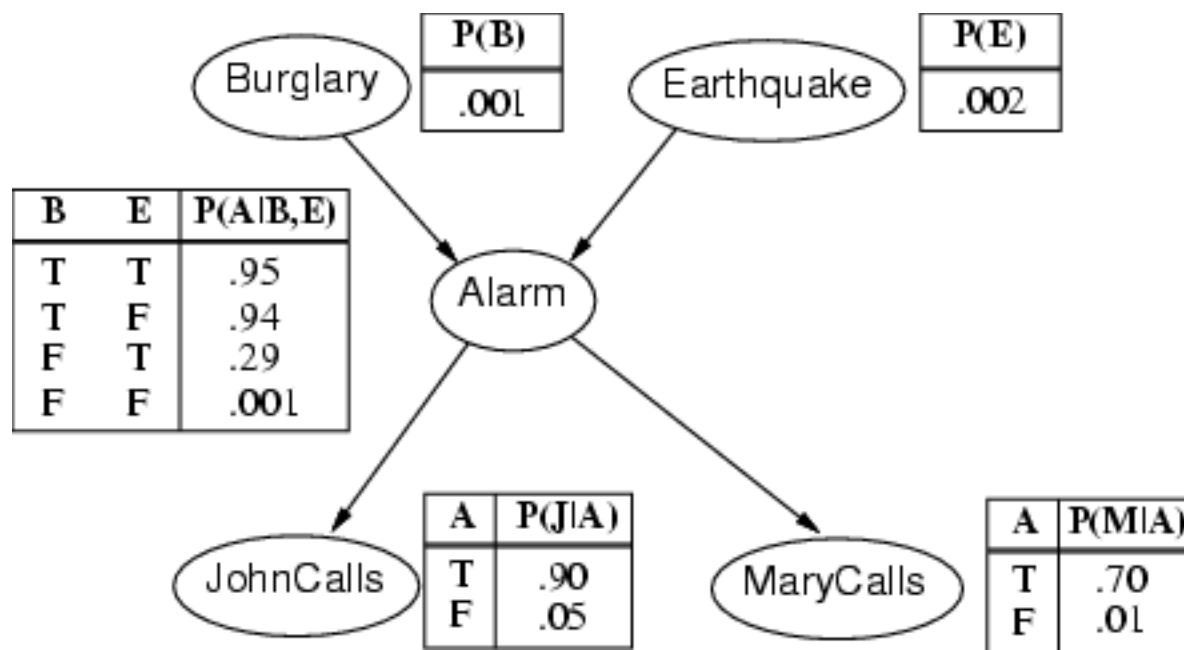 Burglary
P(B)
.001
Earthquake
P(E)
.002
B E P(A|B,E)
T T .95
T F .94
F T .29
F F .001
Alarm
JohnCalls
A P(J|A)
T .90
F .05
MaryCalls
A P(M|A)
T .70
F .01